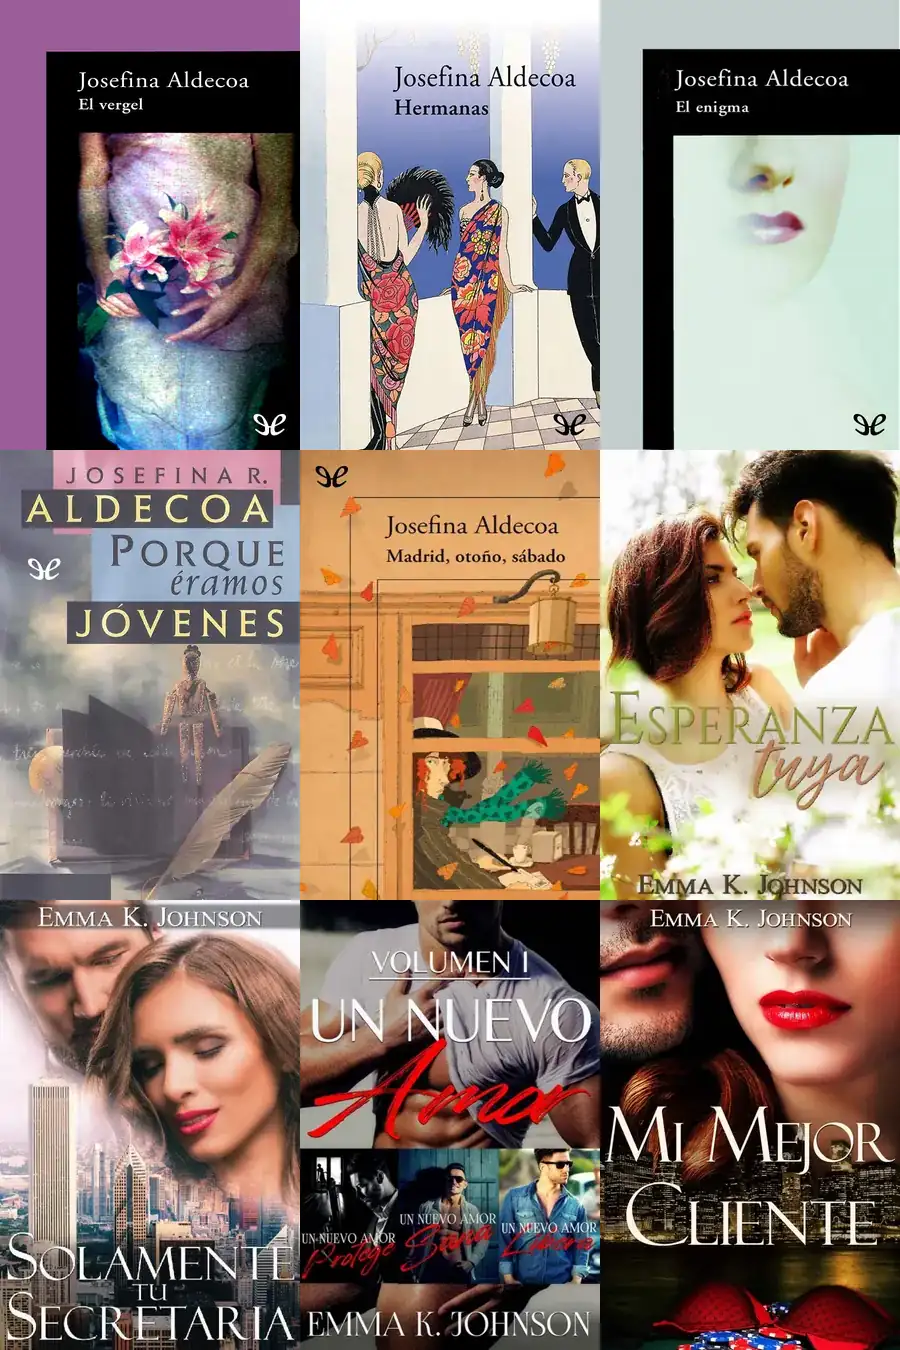 Josefina Aldecoa
El vergel
Josefina Aldecoa
Hermanas
Josefina Aldecoa
El enigma
JOSEFINA R.
ALDECOA
PORQUE
éramos
JÓVENES
Josefina Aldecoa
Madrid, otoño, sábado
ESPERANZA
tuya
EMMA K. JOHNSON
EMMA K. JOHNSON
SOLAMENTE
TU
SECRETARIA
VOLUMEN I
UN NUEVO
Amor
UN NUEVO AMOR
Protege
UN NUEVO AMOR
Sana
UN NUEVO AMOR
Libera
EMMA K. JOHNSON
EMMA K. JOHNSON
MI MEJOR
CLIENTE